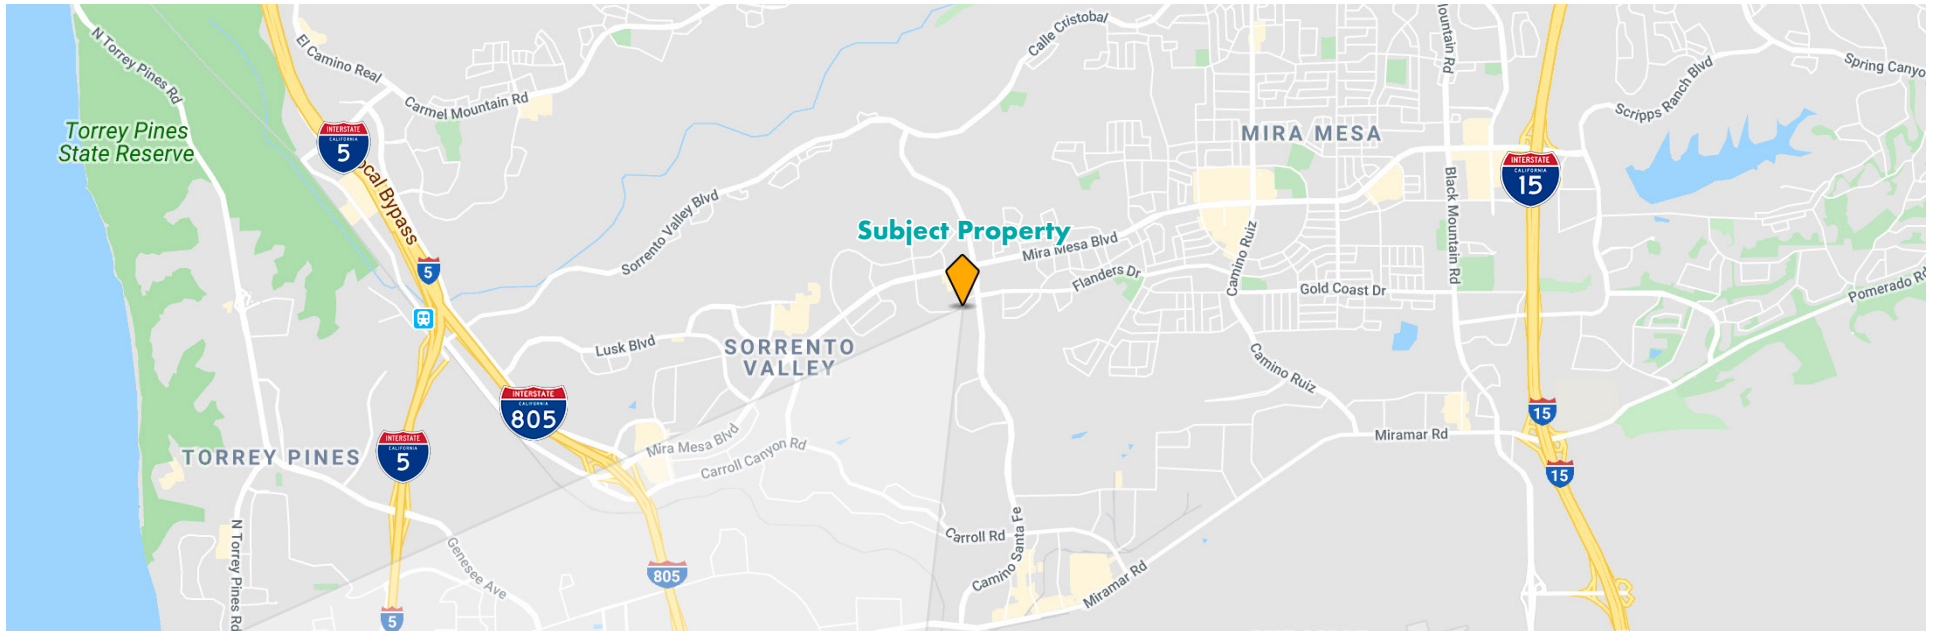 N Torrey Pines Rd
El Camino Real
Carmel Mountain Rd
Calle Cristobal
ountain Rd
Scripps Ranch Blvd
Spring Canyo
Torrey Pines
State Reserve
INTERSTATE
CALIFORNIA
5
ocal Bypass
MIRA MESA
INTERSTATE
CALIFORNIA
15
Black Mountain Rd
Sorrento Valley Blvd
Subject Property
Mira Mesa Blvd
Camino Ruiz
5
Flanders Dr
Gold Coast Dr
Pomerado Rd
Lusk Blvd
SORRENTO
VALLEY
Camino Ruiz
INTERSTATE
CALIFORNIA
805
15
Miramar Rd
TORREY PINES
INTERSTATE
CALIFORNIA
5
Mira Mesa Blvd
Carroll Canyon Rd
15
N Torrey Pines Rd
Genesee Ave
Carroll Rd
Camino Santa Fe
Miramar Rd
805
5